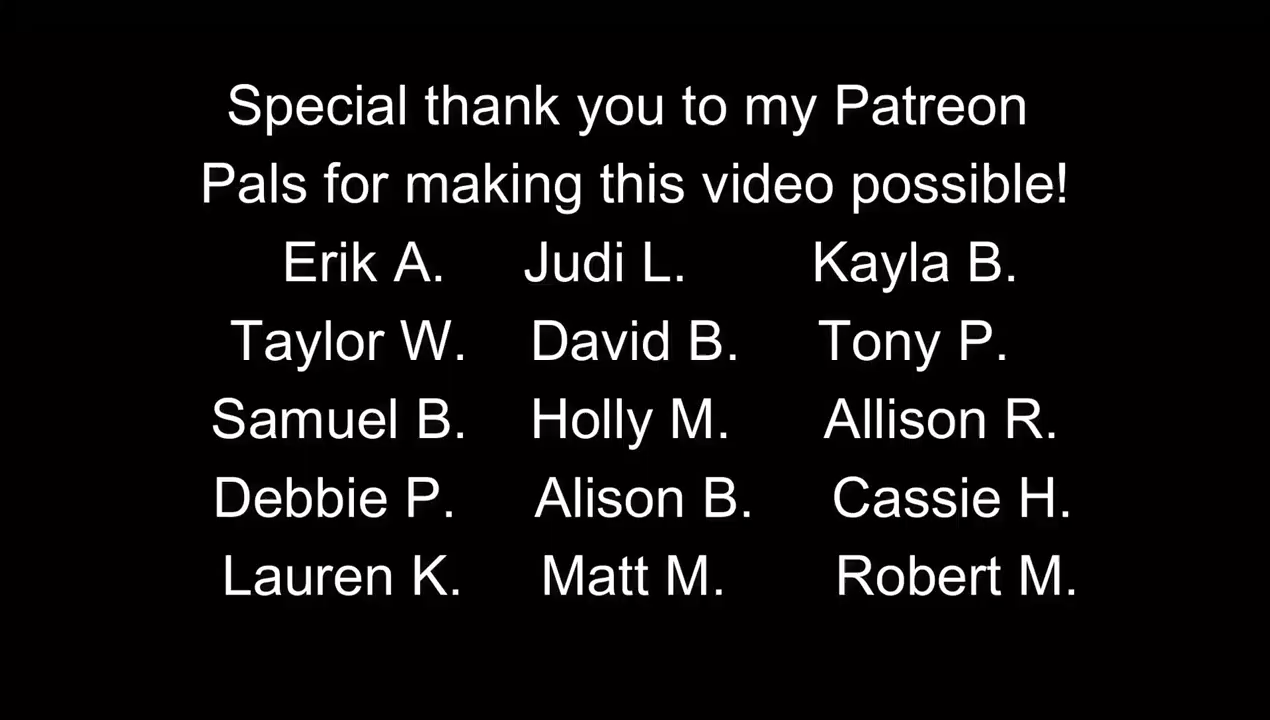 Special thank you to my Patreon
Pals for making this video possible!
Erik A. Judi L. Kayla B.
Taylor W. David B. Tony P.
Samuel B. Holly M. Allison R.
Debbie P. Alison B. Cassie H.
Lauren K. Matt M. Robert M.